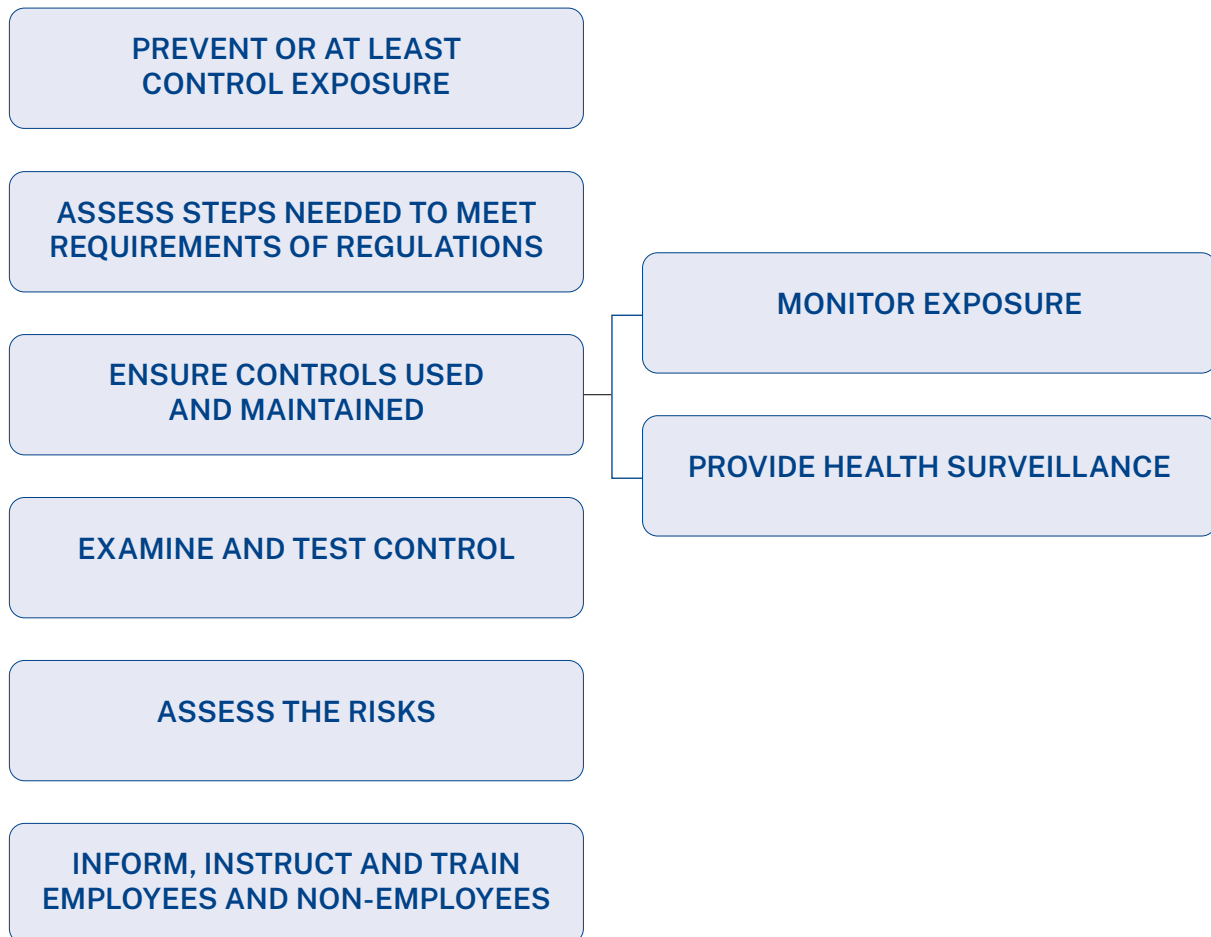 PREVENT OR AT LEAST
CONTROL EXPOSURE
ASSESS STEPS NEEDED TO MEET
REQUIREMENTS OF REGULATIONS
ENSURE CONTROLS USED
AND MAINTAINED
MONITOR EXPOSURE
PROVIDE HEALTH SURVEILLANCE
EXAMINE AND TEST CONTROL
ASSESS THE RISKS
INFORM, INSTRUCT AND TRAIN
EMPLOYEES AND NON-EMPLOYEES